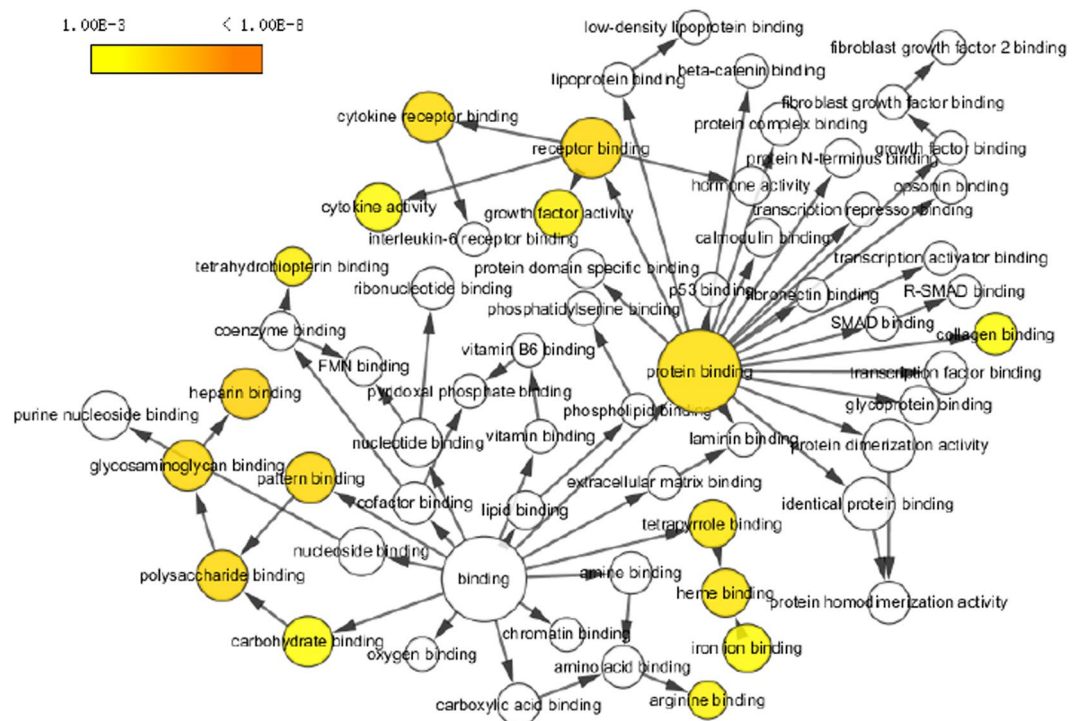 1.00E-3
< 1.00E-8
low-density lipoprotein binding
fibroblast growth factor 2 binding
lipoprotein binding
beta-catenin binding
fibroblast growth factor binding
cytokine receptor binding
protein complex binding
receptor binding
growth factor binding
protein N-terminus binding
hormone activity
opsonin binding
cytokine activity
growth factor activity
transcription repressor binding
interleukin-6 receptor binding
calmodulin binding
tetrahydrobiopterin binding
protein domain specific binding
transcription activator binding
ribonucleotide binding
p53 binding
fibronectin binding
R-SMAD binding
phosphatidylserine binding
coenzyme binding
SMAD binding
collagen binding
vitamin B6 binding
FMN binding
protein binding
transcription factor binding
heparin binding
pyridoxal phosphate binding
purine nucleoside binding
phospholipid binding
glycoprotein binding
nucleotide binding
vitamin binding
laminin binding
protein dimerization activity
glycosaminoglycan binding
pattern binding
extracellular matrix binding
cofactor binding
lipid binding
identical protein binding
tetrapyrrole binding
nucleoside binding
polysaccharide binding
binding
amine binding
heme binding
protein homodimerization activity
carbohydrate binding
chromatin binding
oxygen binding
iron ion binding
amino acid binding
carboxylic acid binding
arginine binding